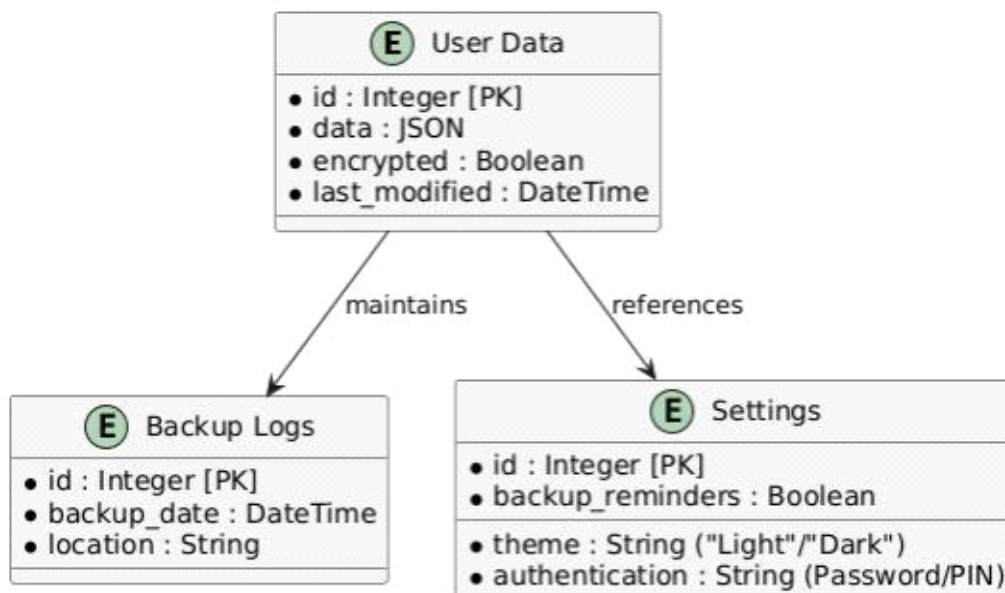 E User Data
• id : Integer [PK]
• data : JSON
• encrypted : Boolean
• last_modified : DateTime
maintains
references
E Backup Logs
• id : Integer [PK]
• backup_date : DateTime
• location : String
E Settings
• id : Integer [PK]
• backup_reminders : Boolean
• theme : String ("Light"/"Dark")
• authentication : String (Password/PIN)